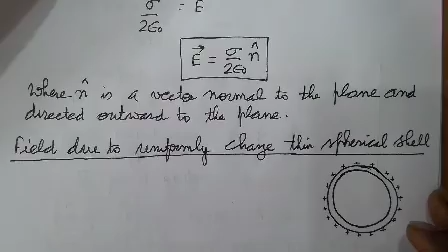 σ/2ε₀ = E
E⃗ = σ/2ε₀ n̂
Where n̂ is a vector normal to the plane and
directed outward to the plane.
Field due to uniformly charge thin spherical shell